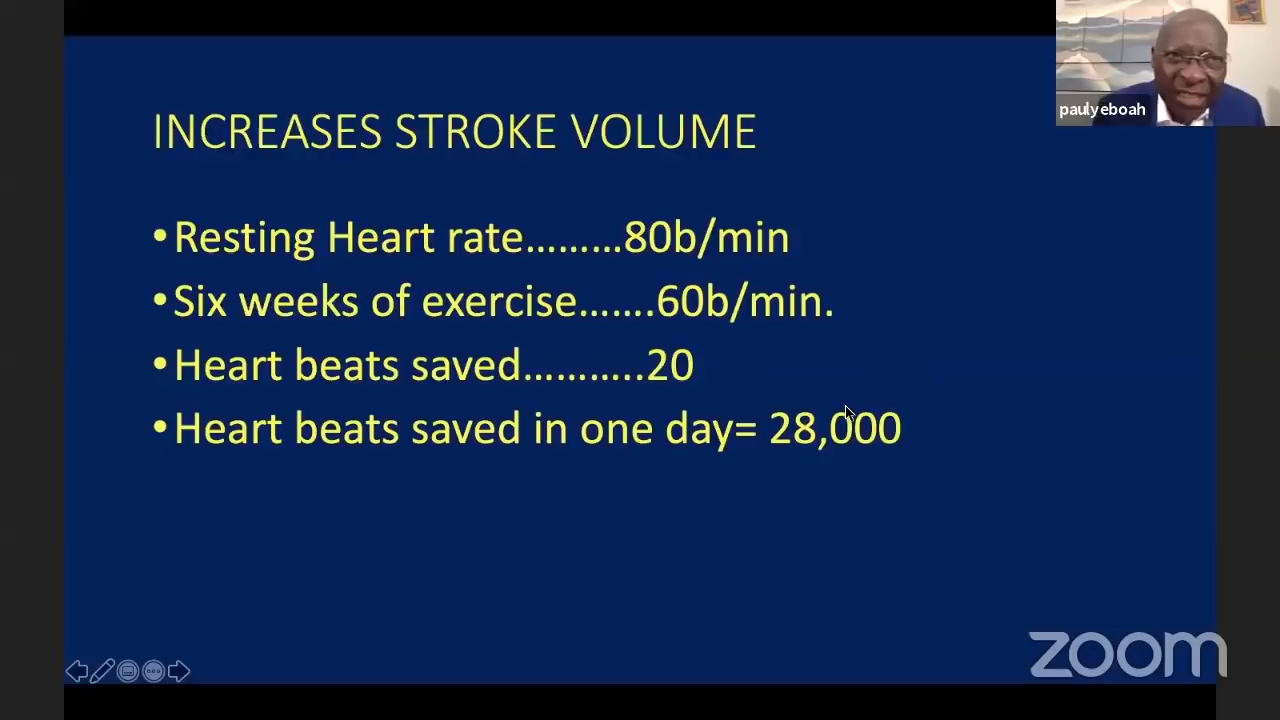 paulyeboah
INCREASES STROKE VOLUME
•Resting Heart rate………80b/min
•Six weeks of exercise…….60b/min.
•Heart beats saved………..20
•Heart beats saved in one day= 28,000
zoom